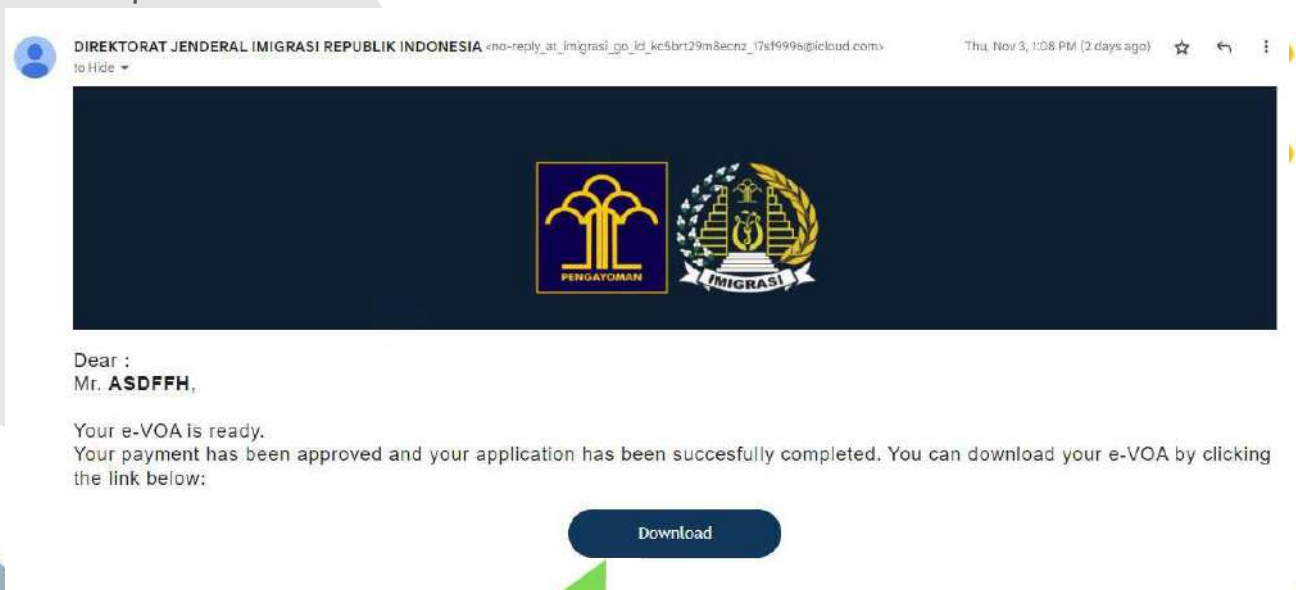 DIREKTORAT JENDERAL IMIGRASI REPUBLIK INDONESIA <no-reply_at_imigrasi_go_id_kc5brt29m8ecnz_17sf9996@icloud.com> Thu, Nov 3, 1:08 PM (2 days ago)
to Hide
PENGAYOMAN
IMIGRASI
Dear :
Mr. ASDFFH,
Your e-VOA is ready.
Your payment has been approved and your application has been succesfully completed. You can download your e-VOA by clicking
the link below:
Download